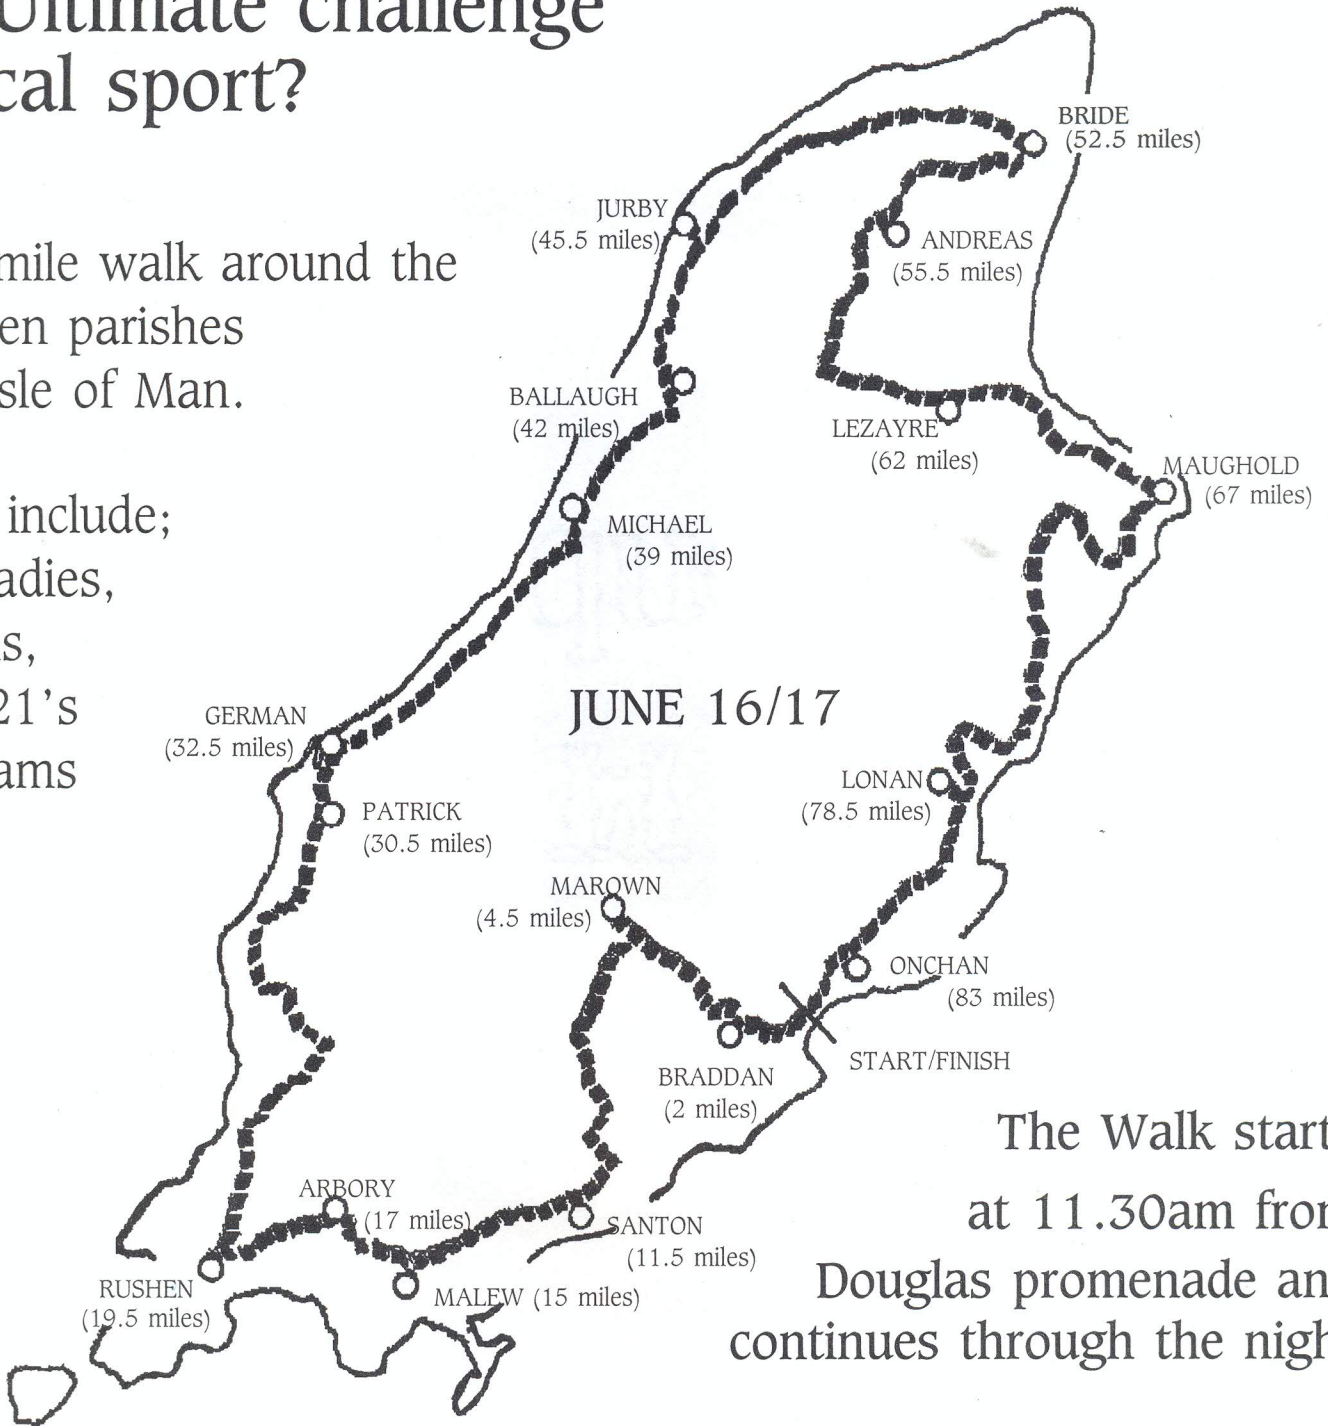 Ultimate challenge
cal sport?
mile walk around the
en parishes
sle of Man.
include;
adies,
s,
21's
ams
BRIDE
(52.5 miles)
JURBY
(45.5 miles)
ANDREAS
(55.5 miles)
BALLAUGH
(42 miles)
LEZAYRE
(62 miles)
MAUGHOLD
(67 miles)
MICHAEL
(39 miles)
JUNE 16/17
GERMAN
(32.5 miles)
PATRICK
(30.5 miles)
LONAN
(78.5 miles)
MAROWN
(4.5 miles)
ONCHAN
(83 miles)
START/FINISH
BRADDAN
(2 miles)
ARBORY
(17 miles)
SANTON
(11.5 miles)
RUSHEN
(19.5 miles)
MALEW (15 miles)
The Walk start
at 11.30am fro
Douglas promenade an
continues through the nigh